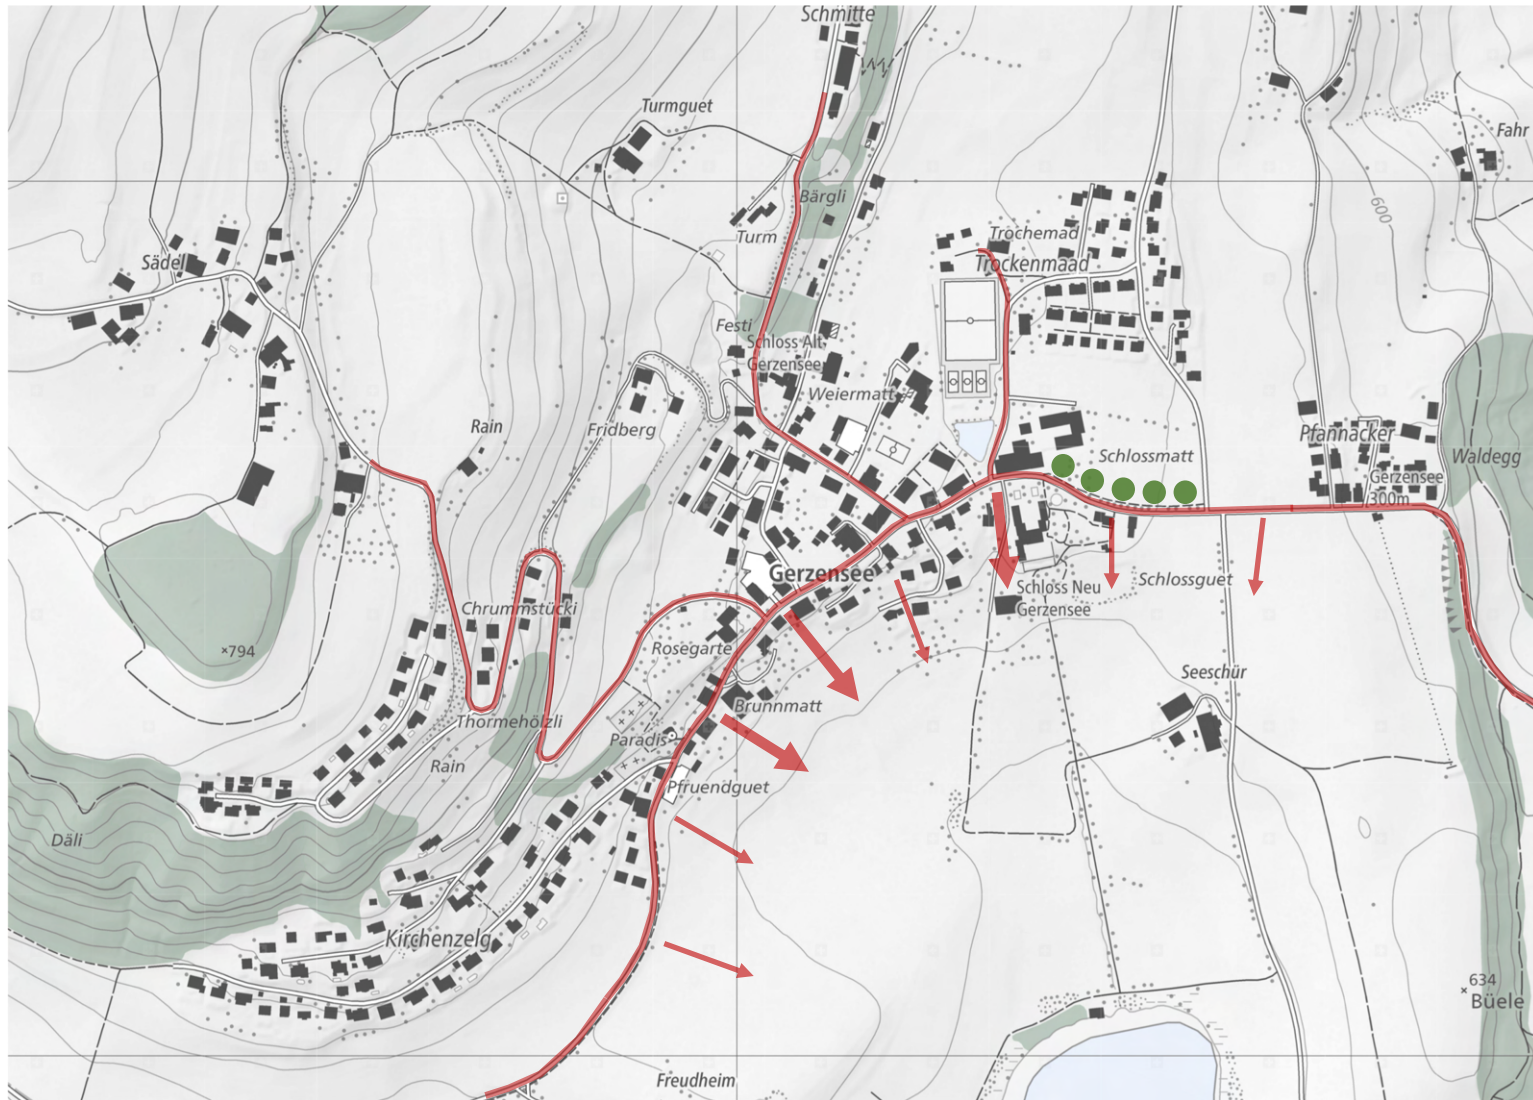 Schmitte
Turmguet
Fahr
600
Bärgli
Turm
Trochemad
Trockenmaad
Sädel
Festi
Schloss Alt
Gerzensee
Weiermatt
Rain
Fridberg
Schlossmatt
Pfannacker
Waldegg
Gerzensee
300m
Gerzensee
Schlossguet
Schloss Neu
Gerzensee
Chrummstücki
794
Rosegarte
Seeschür
Brunnmatt
Thormehölzli
Paradis
Rain
Pfruendguet
Däli
Kirchenzelg
634
Büele
Freudheim